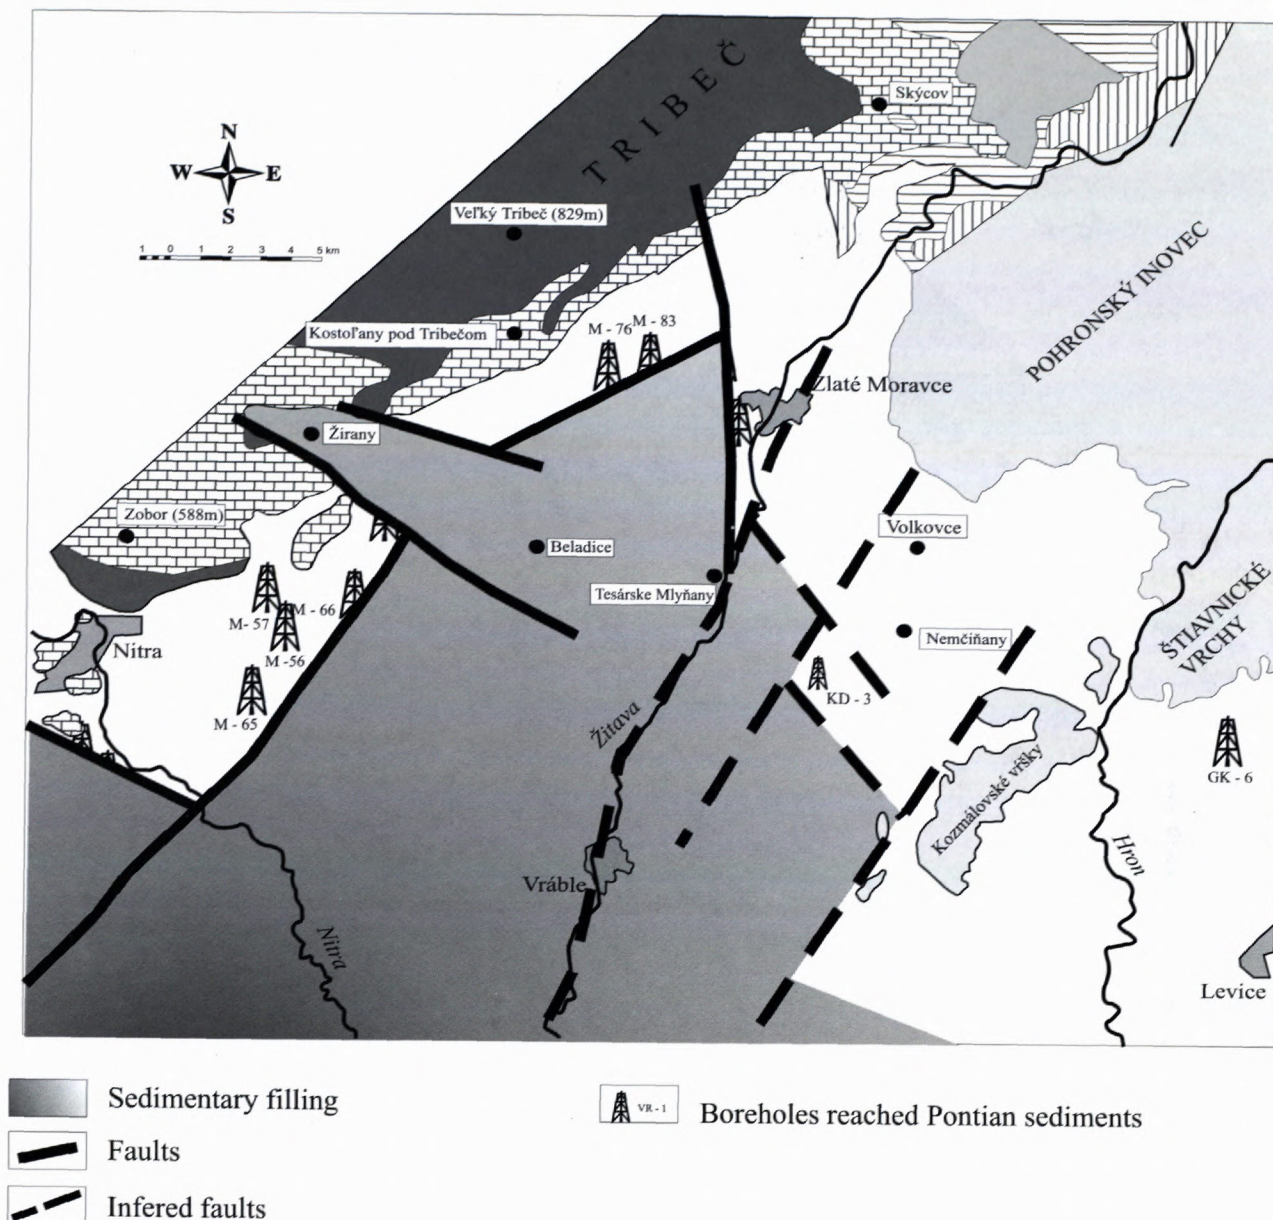 TRIBEČ
Skýcov
N
W E
S
Veľký Tribeč (829m)
1 0 1 2 3 4 5 km
POHRONSKÝ INOVEC
Kostoľany pod Tribečom
M - 76
M - 83
Zlaté Moravce
Žirany
Zobor (588m)
Volkovce
Beladice
Tesárske Mlyňany
ŠTIAVNICKÉ
VRCHY
M - 66
M- 57
Nemčiňany
Nitra
M - 56
KD - 3
M - 65
Žitava
GK - 6
Kozmálovské vŕšky
Hron
Vráble
Nitra
Levice
Sedimentary filling
VR - 1
Boreholes reached Pontian sediments
Faults
Infered faults